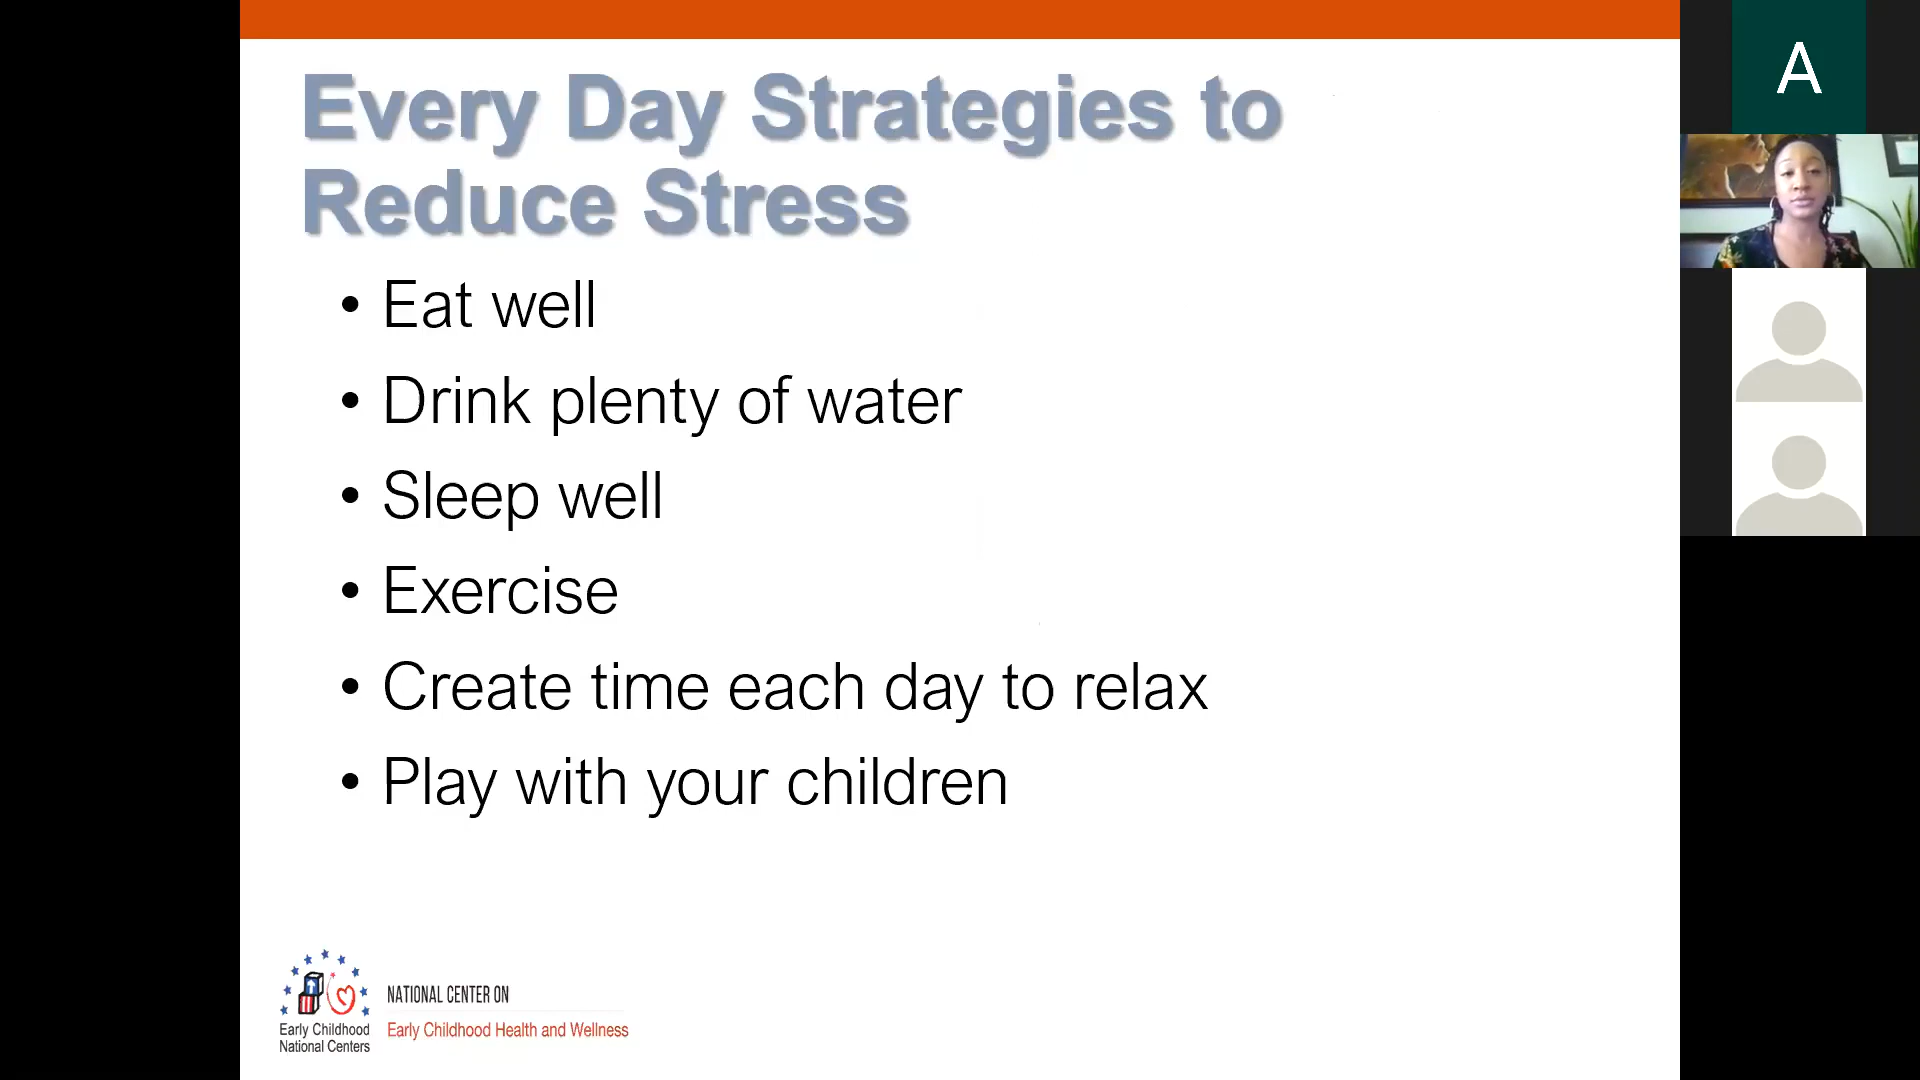 Every Day Strategies to
Reduce Stress
• Eat well
• Drink plenty of water
• Sleep well
• Exercise
• Create time each day to relax
• Play with your children
Early Childhood
National Centers
NATIONAL CENTER ON
Early Childhood Health and Wellness
A